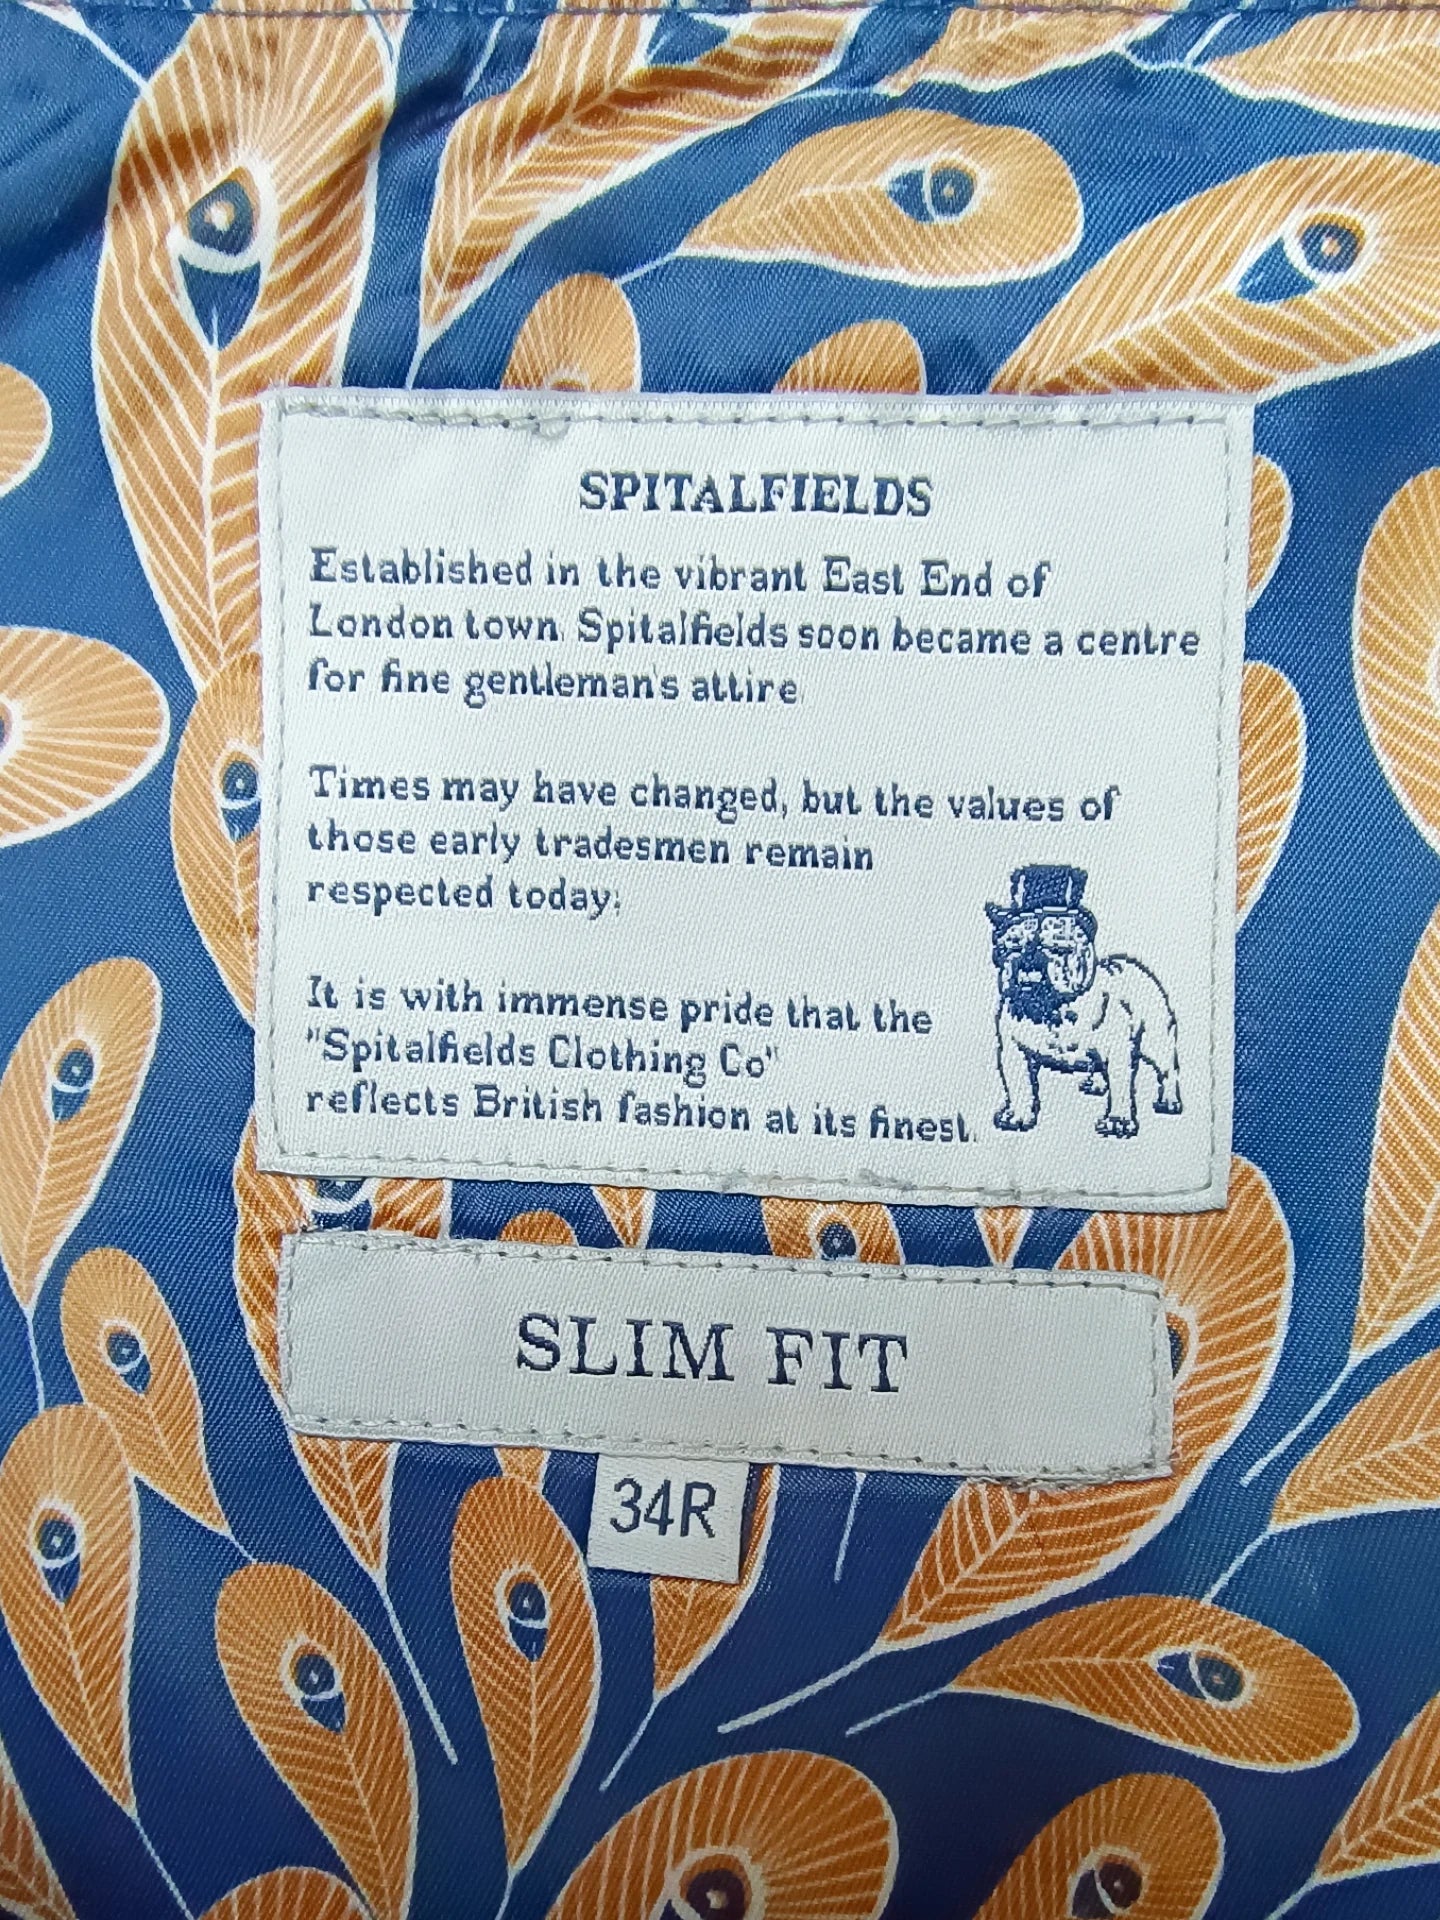 SPITALFIELDS
Established in the vibrant East End of
London town. Spitalfields soon became a centre
for fine gentleman's attire.
Times may have changed, but the values of
those early tradesmen remain
respected today.
It is with immense pride that the
"Spitalfields Clothing Co"
reflects British fashion at its finest.
SLIM FIT
34R